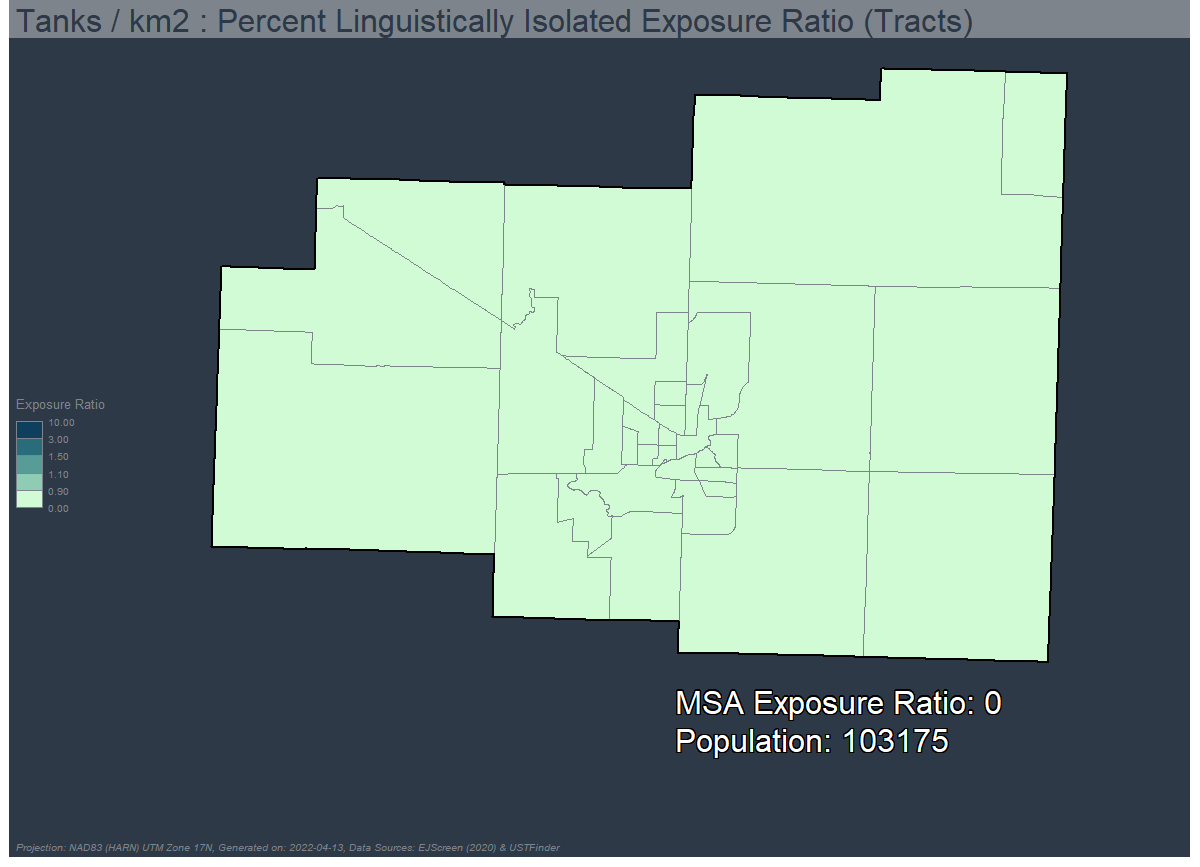 Tanks / km2 : Percent Linguistically Isolated Exposure Ratio (Tracts)
Exposure Ratio
10.00
3.00
1.50
1.10
0.90
0.00
MSA Exposure Ratio: 0
Population: 103175
Projection: NAD83 (HARN) UTM Zone 17N, Generated on: 2022-04-13, Data Sources: EJScreen (2020) & USTFinder